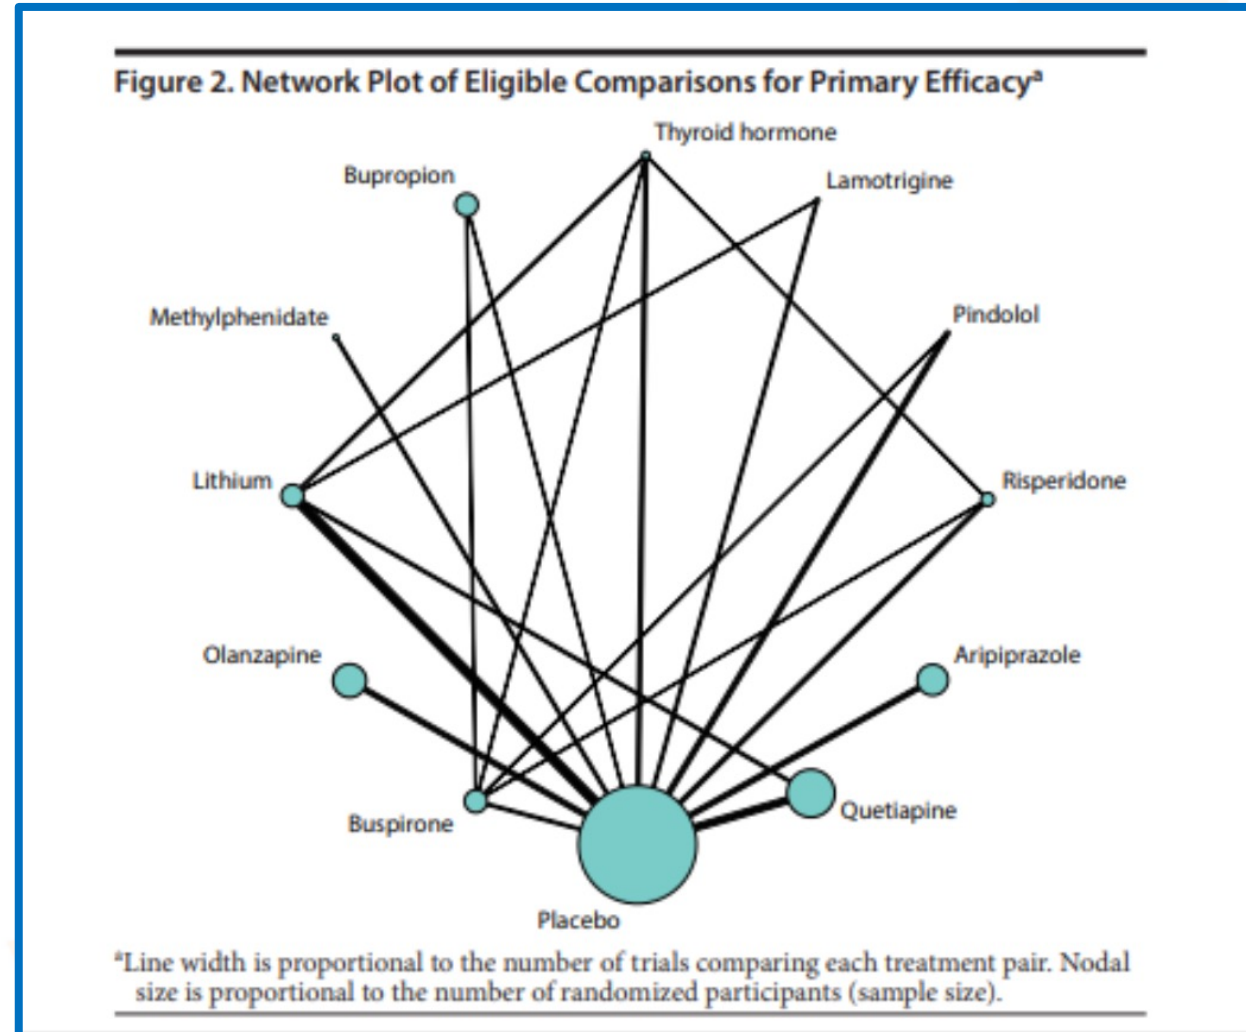 Figure 2. Network Plot of Eligible Comparisons for Primary Efficacyᵃ
Thyroid hormone
Bupropion
Lamotrigine
Methylphenidate
Pindolol
Lithium
Risperidone
Olanzapine
Aripiprazole
Buspirone
Quetiapine
Placebo
ᵃLine width is proportional to the number of trials comparing each treatment pair. Nodal
size is proportional to the number of randomized participants (sample size).